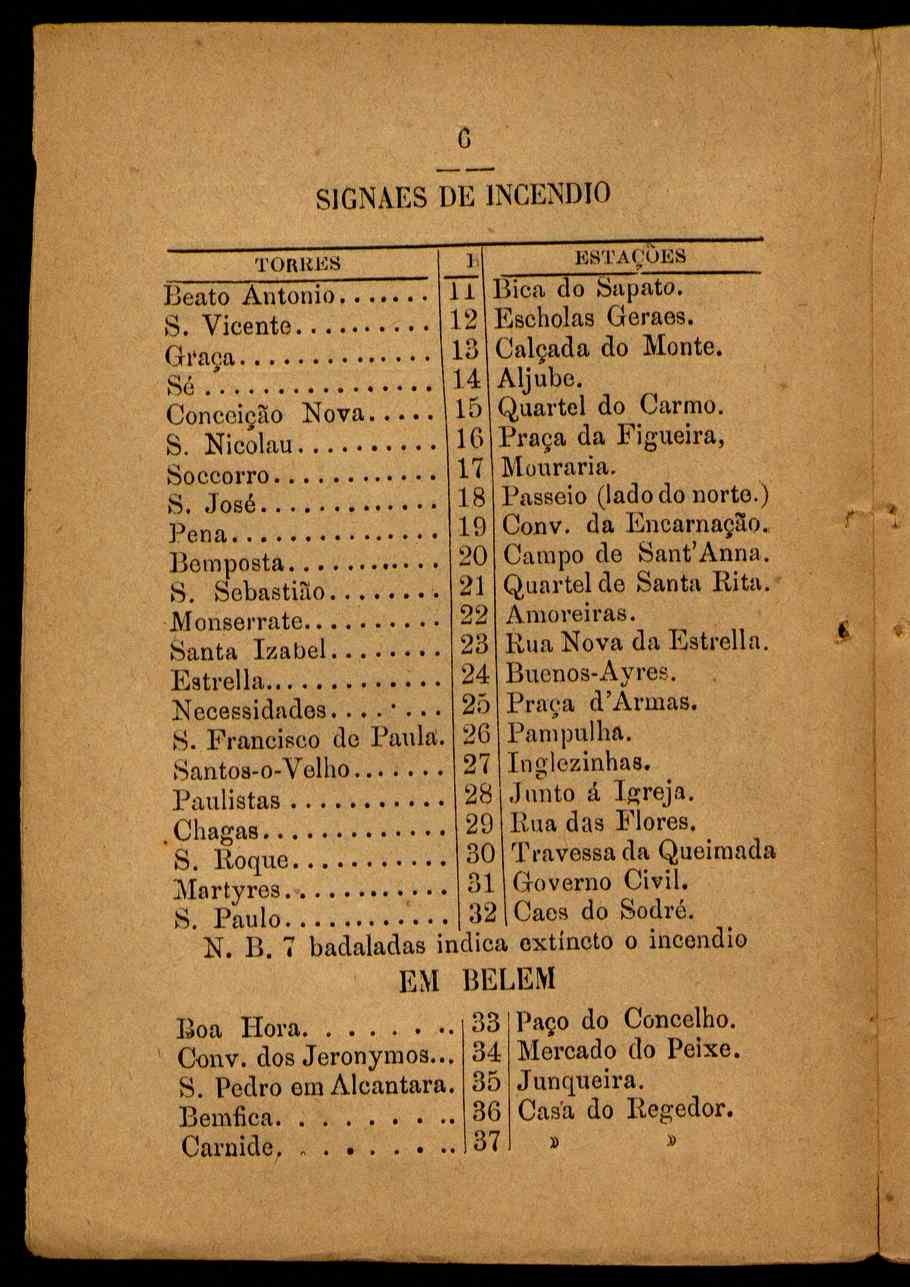 6
SIGNAES DE INCENDIO
TORRES B ESTAÇÕES
Beato Antonio....... 11 Bica do Sapato.
S. Vicente.......... 12 Escholas Geraes.
Graça.............. 13 Calçada do Monte.
Sé ................ 14 Aljube.
Conceição Nova..... 15 Quartel do Carmo.
S. Nicolau.......... 16 Praça da Figueira,
Soccorro............ 17 Mouraria.
S. José............. 18 Passeio (lado do norte.)
Pena............... 19 Conv. da Encarnação.
Bemposta........... 20 Campo de Sant'Anna.
S. Sebastião........ 21 Quartel de Santa Rita.
Monserrate.......... 22 Amoreiras.
Santa Izabel........ 23 Rua Nova da Estrella.
Estrella............. 24 Buenos-Ayres.
Necessidades........ 25 Praça d'Armas.
S. Francisco de Paula. 26 Pampulha.
Santos-o-Velho....... 27 Inglezinhas.
Paulistas ........... 28 Junto á Igreja.
Chagas............. 29 Rua das Flores.
S. Roque........... 30 Travessa da Queimada
Martyres............ 31 Governo Civil.
S. Paulo............ 32 Caes do Sodré.
N. B. 7 badaladas indica extincto o incendio
EM BELEM
Boa Hora. . . . . . . .. 33 Paço do Concelho.
Conv. dos Jeronymos... 34 Mercado do Peixe.
S. Pedro em Alcantara. 35 Junqueira.
Bemfica. . . . . . . . .. 36 Casa do Regedor.
Carnide. . . . . . . . .. 37 » »